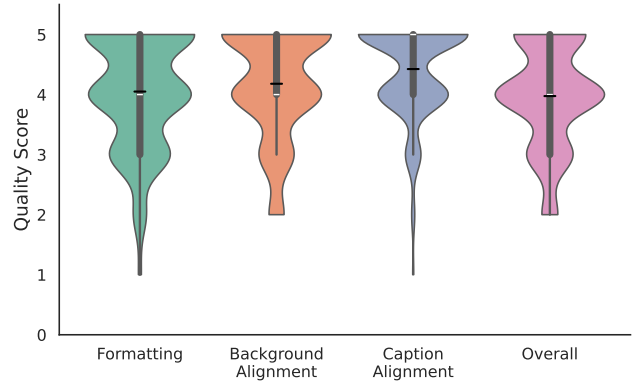 Quality Score
5
4
3
2
1
0
Formatting
Background
Alignment
Caption
Alignment
Overall